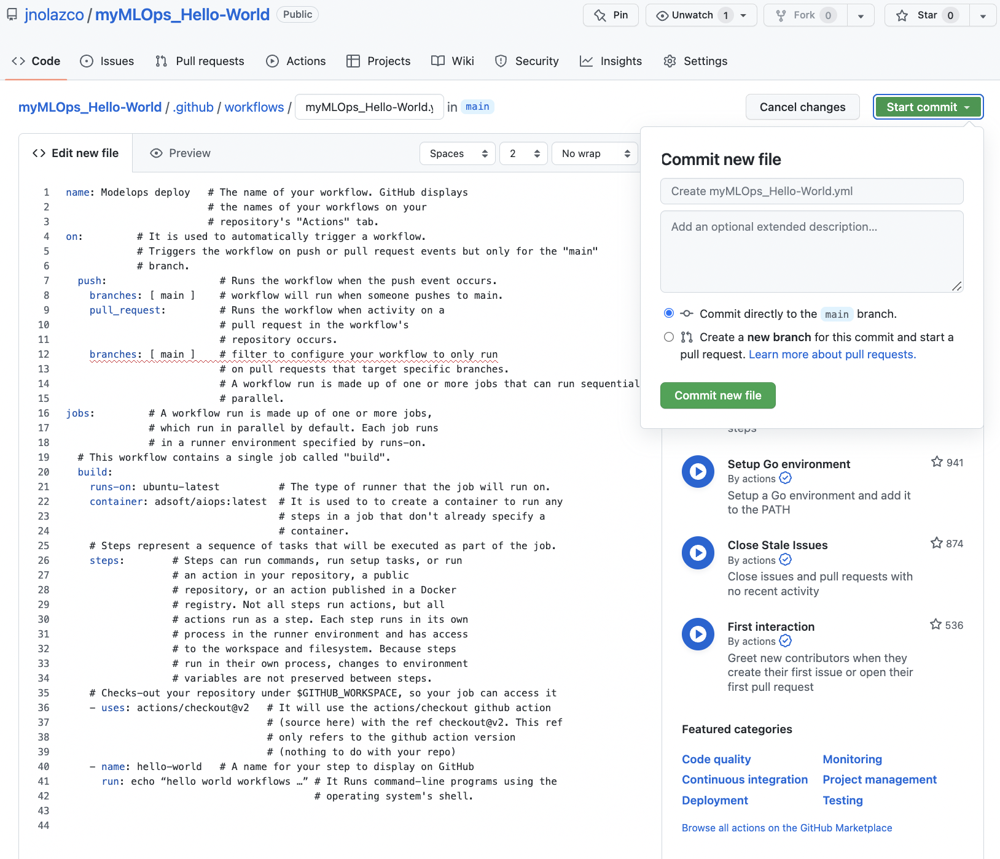 jnolazco / myMLOps_Hello-World Public
Pin
Unwatch 1
Fork 0
Star 0
Code
Issues
Pull requests
Actions
Projects
Wiki
Security
Insights
Settings
myMLOps_Hello-World / .github / workflows / myMLOps_Hello-World.y in main
Cancel changes
Start commit
Edit new file
Preview
Spaces
2
No wrap
1 name: Modelops deploy # The name of your workflow. GitHub displays
2 # the names of your workflows on your
3 # repository's "Actions" tab.
4 on: # It is used to automatically trigger a workflow.
5 # Triggers the workflow on push or pull request events but only for the "main"
6 # branch.
7 push: # Runs the workflow when the push event occurs.
8 branches: [ main ] # workflow will run when someone pushes to main.
9 pull_request: # Runs the workflow when activity on a
10 # pull request in the workflow's
11 # repository occurs.
12 branches: [ main ] # filter to configure your workflow to only run
13 # on pull requests that target specific branches.
14 # A workflow run is made up of one or more jobs that can run sequential
15 # parallel.
16 jobs: # A workflow run is made up of one or more jobs,
17 # which run in parallel by default. Each job runs
18 # in a runner environment specified by runs-on.
19 # This workflow contains a single job called "build".
20 build:
21 runs-on: ubuntu-latest # The type of runner that the job will run on.
22 container: adsoft/aiops:latest # It is used to to create a container to run any
23 # steps in a job that don't already specify a
24 # container.
25 # Steps represent a sequence of tasks that will be executed as part of the job.
26 steps: # Steps can run commands, run setup tasks, or run
27 # an action in your repository, a public
28 # repository, or an action published in a Docker
29 # registry. Not all steps run actions, but all
30 # actions run as a step. Each step runs in its own
31 # process in the runner environment and has access
32 # to the workspace and filesystem. Because steps
33 # run in their own process, changes to environment
34 # variables are not preserved between steps.
35 # Checks-out your repository under $GITHUB_WORKSPACE, so your job can access it
36 - uses: actions/checkout@v2 # It will use the actions/checkout github action
37 # (source here) with the ref checkout@v2. This ref
38 # only refers to the github action version
39 # (nothing to do with your repo)
40 - name: hello-world # A name for your step to display on GitHub
41 run: echo “hello world workflows …” # It Runs command-line programs using the
42 # operating system's shell.
43
44
Commit new file
Create myMLOps_Hello-World.yml
Add an optional extended description...
Commit directly to the main branch.
Create a new branch for this commit and start a
pull request. Learn more about pull requests.
Commit new file
steps
Setup Go environment 941
By actions
Setup a Go environment and add it
to the PATH
Close Stale Issues 874
By actions
Close issues and pull requests with
no recent activity
First interaction 536
By actions
Greet new contributors when they
create their first issue or open their
first pull request
Featured categories
Code quality Monitoring
Continuous integration Project management
Deployment Testing
Browse all actions on the GitHub Marketplace